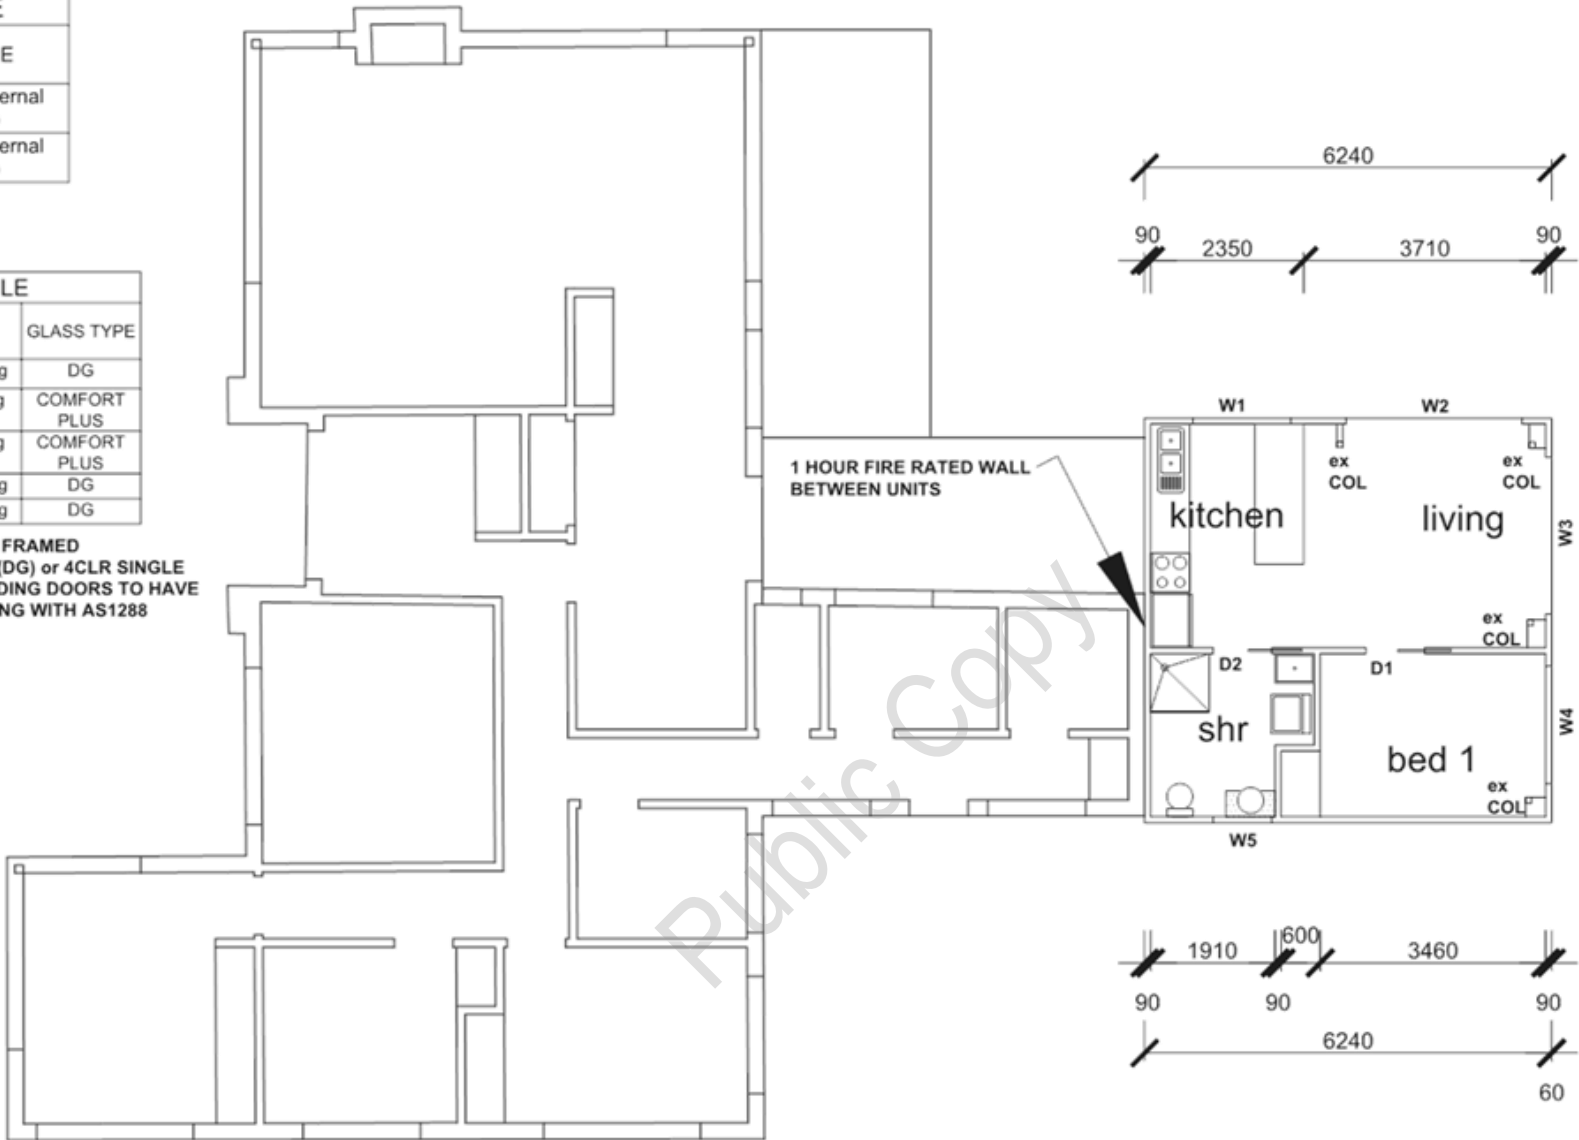 E
E
ernal
ernal
LE
GLASS TYPE
g DG
g COMFORT
PLUS
g COMFORT
PLUS
g DG
g DG
FRAMED
(DG) or 4CLR SINGLE
DING DOORS TO HAVE
NG WITH AS1288
6240
90 2350 3710 90
W1 W2
1 HOUR FIRE RATED WALL
BETWEEN UNITS
ex
COL
ex
COL
kitchen living
W3
ex
COL
D2 D1
shr
W4
bed 1
ex
COL
W5
Public Copy
1910 600 3460
90 90 90
6240
60